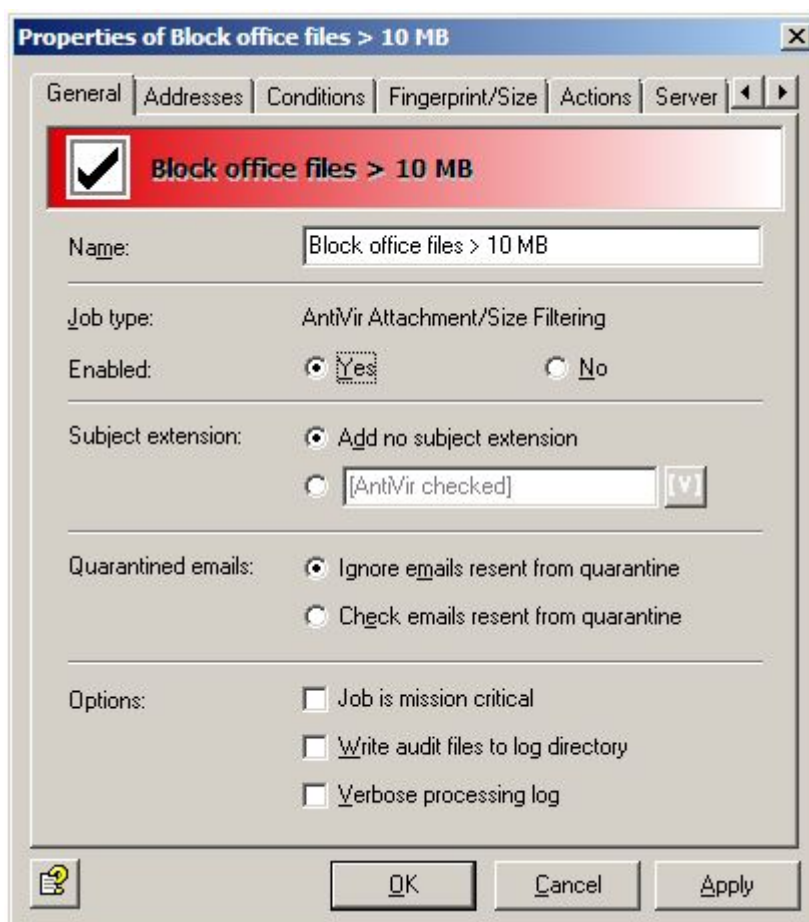 Properties of Block office files > 10 MB
General Addresses Conditions Fingerprint/Size Actions Server
Block office files > 10 MB
Name: Block office files > 10 MB
Job type: AntiVir Attachment/Size Filtering
Enabled: Yes No
Subject extension: Add no subject extension
[AntiVir checked] [V]
Quarantined emails: Ignore emails resent from quarantine
Check emails resent from quarantine
Options: Job is mission critical
Write audit files to log directory
Verbose processing log
OK Cancel Apply